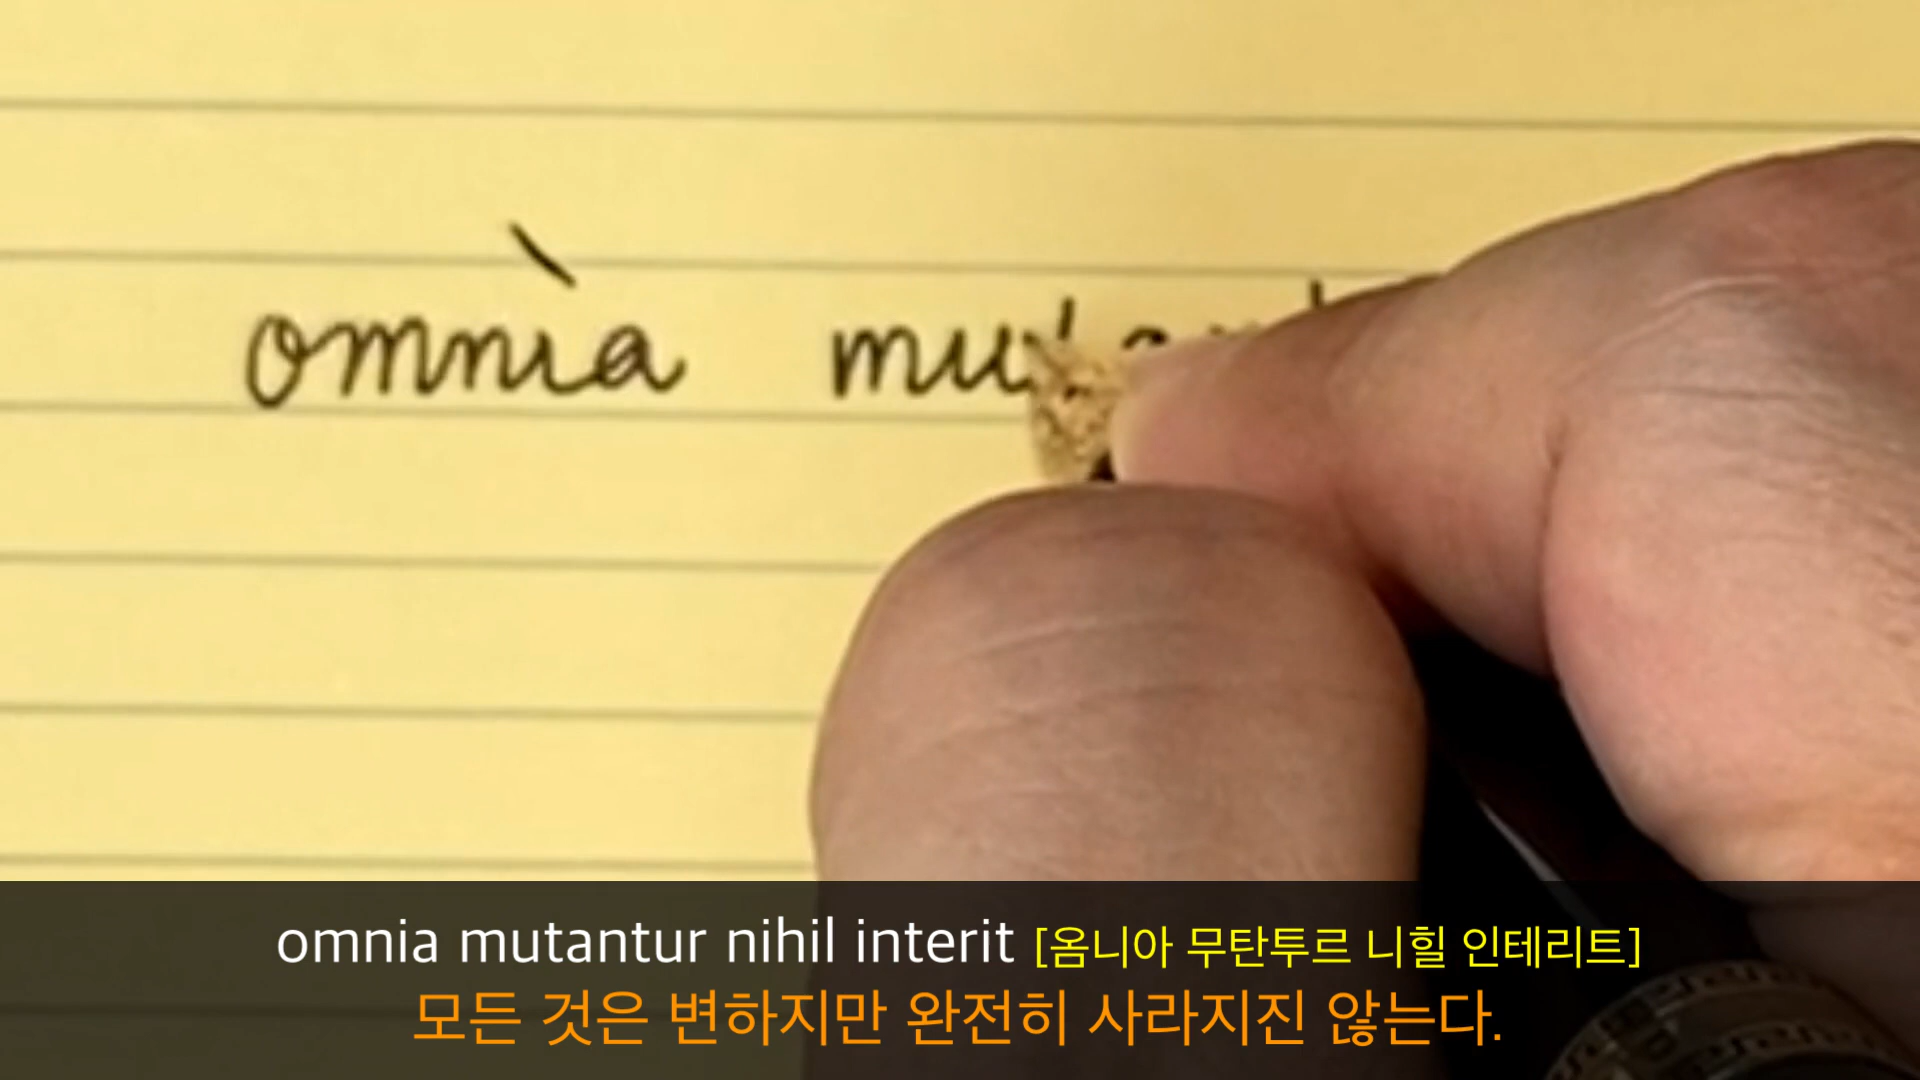 omnia
omnia mutantur nihil interit [옴니아 무탄투르 니힐 인테리트]
모든 것은 변하지만 완전히 사라지진 않는다.